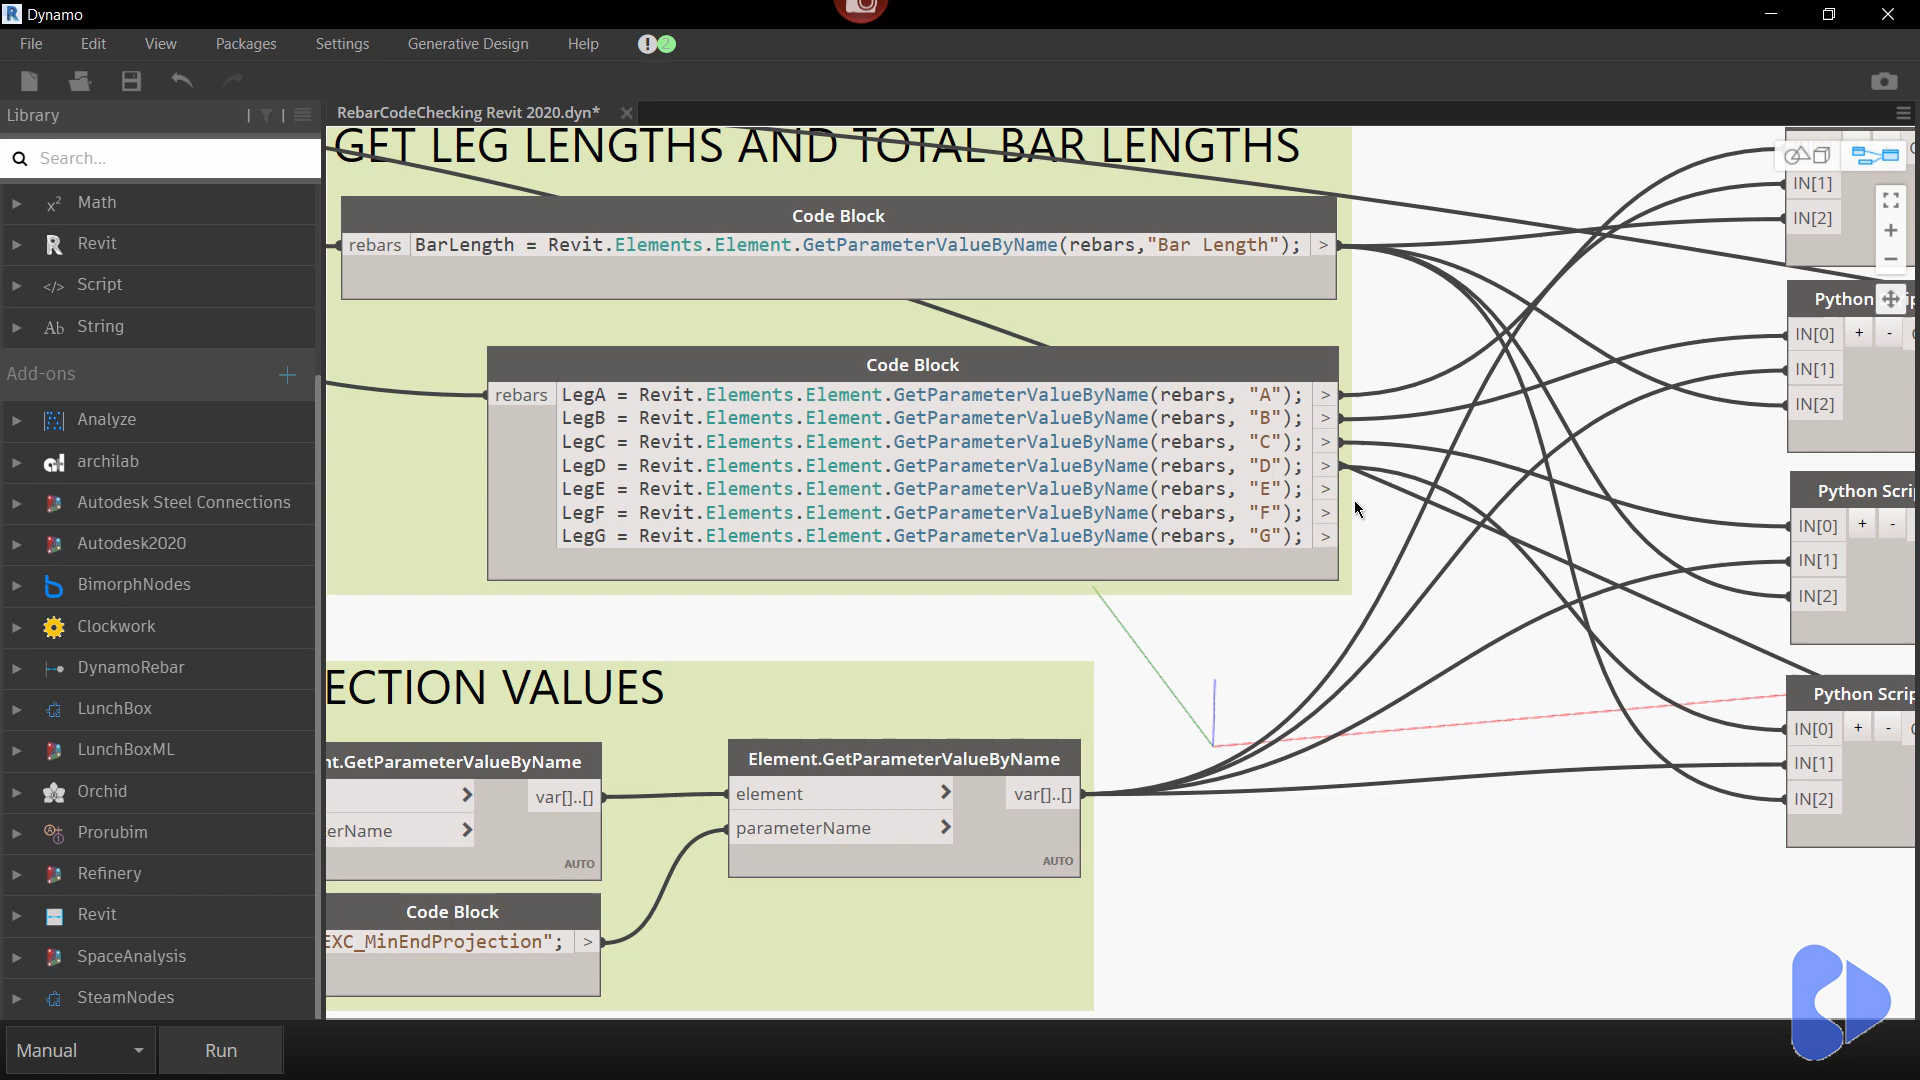 Dynamo
File Edit View Packages Settings Generative Design Help ! 2
Library
RebarCodeChecking Revit 2020.dyn*
Search...
Math
Revit
Script
String
Add-ons
Analyze
archilab
Autodesk Steel Connections
Autodesk2020
BimorphNodes
Clockwork
DynamoRebar
LunchBox
LunchBoxML
Orchid
Prorubim
Refinery
Revit
SpaceAnalysis
SteamNodes
Manual
Run
GET LEG LENGTHS AND TOTAL BAR LENGTHS
Code Block
rebars BarLength = Revit.Elements.Element.GetParameterValueByName(rebars,"Bar Length"); >
Code Block
rebars LegA = Revit.Elements.Element.GetParameterValueByName(rebars, "A"); >
LegB = Revit.Elements.Element.GetParameterValueByName(rebars, "B"); >
LegC = Revit.Elements.Element.GetParameterValueByName(rebars, "C"); >
LegD = Revit.Elements.Element.GetParameterValueByName(rebars, "D"); >
LegE = Revit.Elements.Element.GetParameterValueByName(rebars, "E"); >
LegF = Revit.Elements.Element.GetParameterValueByName(rebars, "F"); >
LegG = Revit.Elements.Element.GetParameterValueByName(rebars, "G"); >
ECTION VALUES
nt.GetParameterValueByName
var[]..[]
erName
AUTO
Code Block
EXC_MinEndProjection"; >
Element.GetParameterValueByName
element var[]..[]
parameterName
AUTO
IN[1]
IN[2]
Python
IN[0] + -
IN[1]
IN[2]
Python Scri
IN[0] + -
IN[1]
IN[2]
Python Scrip
IN[0] + -
IN[1]
IN[2]